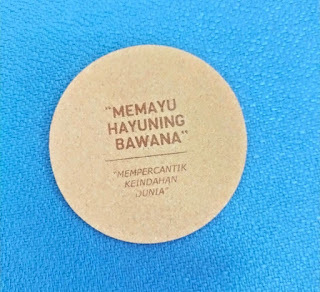 "MEMAYU
HAYUNING
BAWANA"
"MEMPERCANTIK
KEINDAHAN
DUNIA"